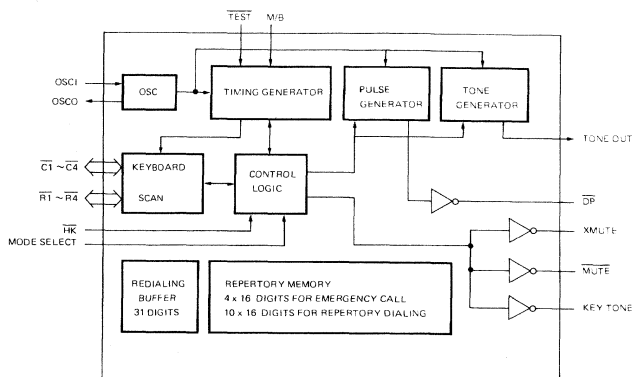 TEST M/B
OSCI
OSCO
OSC
TIMING GENERATOR
PULSE
GENERATOR
TONE
GENERATOR
TONE OUT
C1 ~ C4
R1 ~ R4
KEYBOARD
SCAN
CONTROL
LOGIC
DP
HK
MODE SELECT
XMUTE
MUTE
KEY TONE
REDIALING
BUFFER
31 DIGITS
REPERTORY MEMORY
4 x 16 DIGITS FOR EMERGENCY CALL
10 x 16 DIGITS FOR REPERTORY DIALING